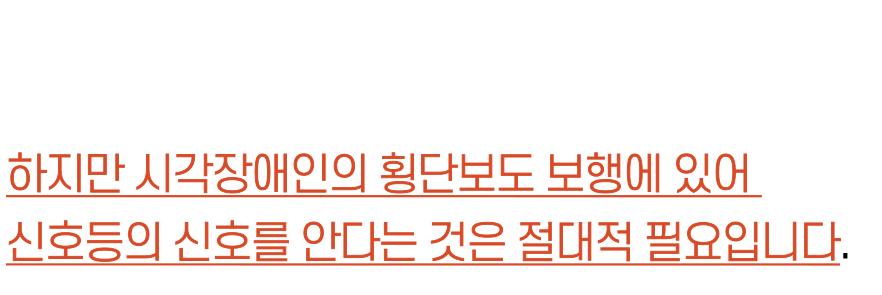 하지만 시각장애인의 횡단보도 보행에 있어
신호등의 신호를 안다는 것은 절대적 필요입니다.